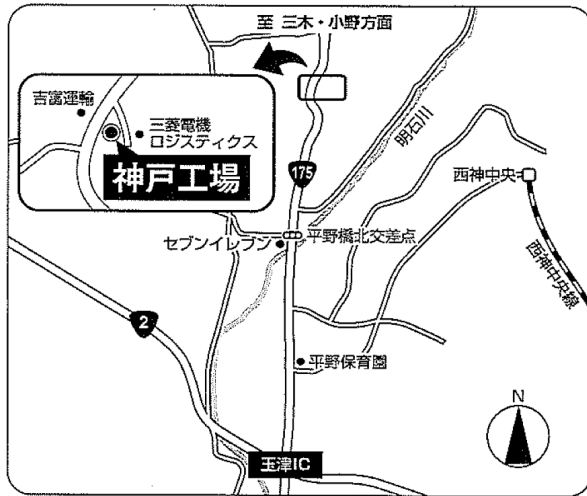 至 三木・小野方面
吉富運輸
三菱電機
ロジスティクス
神戸工場
175
明石川
西神中央
セブンイレブン
平野橋北交差点
西神中央線
2
平野保育園
N
玉津IC